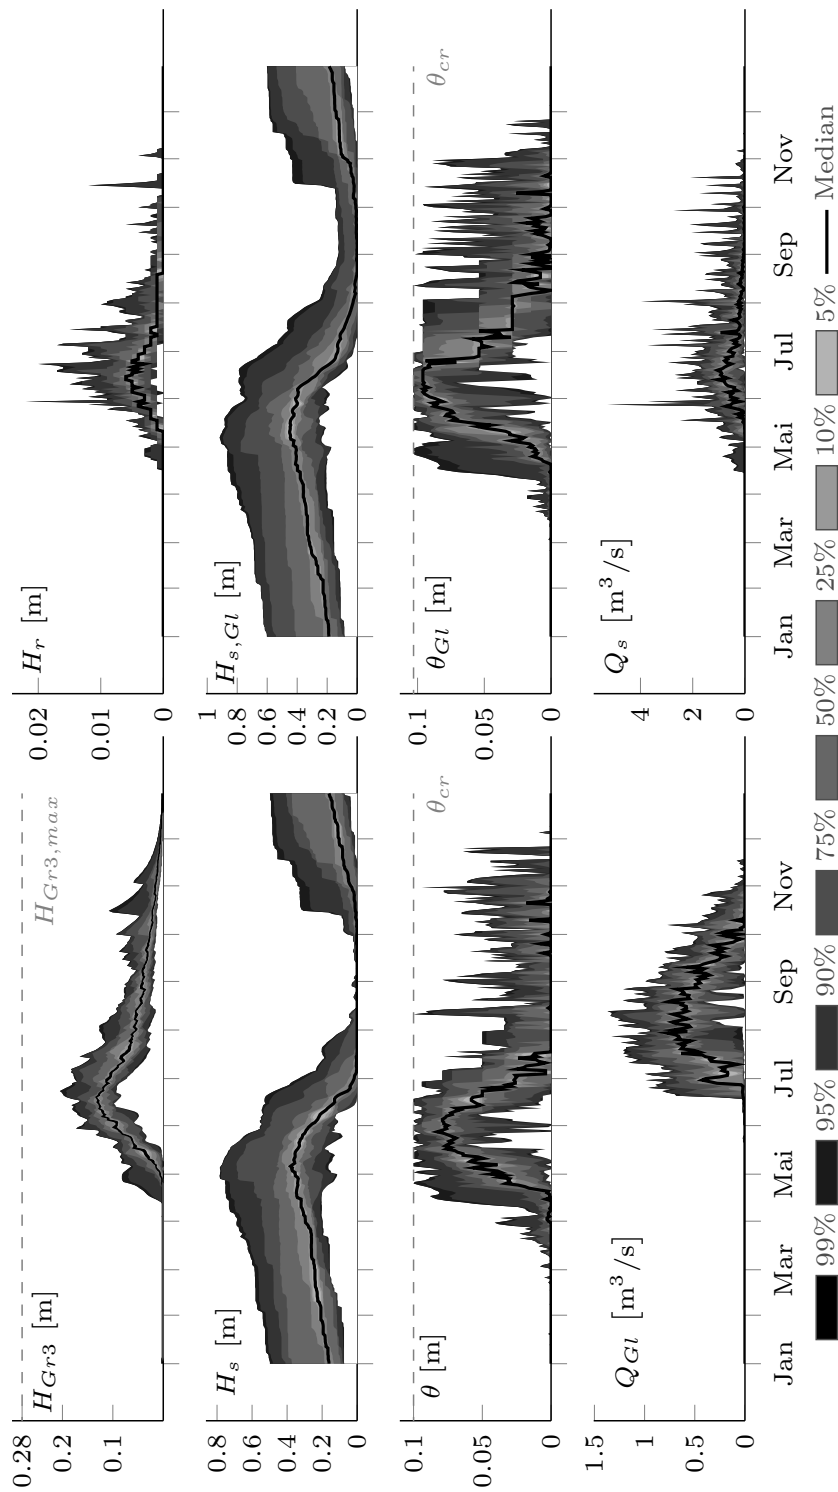 0.28
0.2
0.1
H_{Gr3} [m]
H_{Gr3,max}
0.02
0.01
0
H_r [m]
0.8
0.6
0.4
0.2
0
H_s [m]
1
0.8
0.6
0.4
0.2
0
H_{s,Gl} [m]
0.1
0.05
0
θ [m]
θ_{cr}
0.1
0.05
0
θ_{Gl} [m]
θ_{cr}
1.5
1
0.5
0
Q_{Gl} [m³/s]
Jan Mar Mai Jul Sep Nov
4
2
0
Q_s [m³/s]
Jan Mar Mai Jul Sep Nov
99% 95% 90% 75% 50% 25% 10% 5% Median